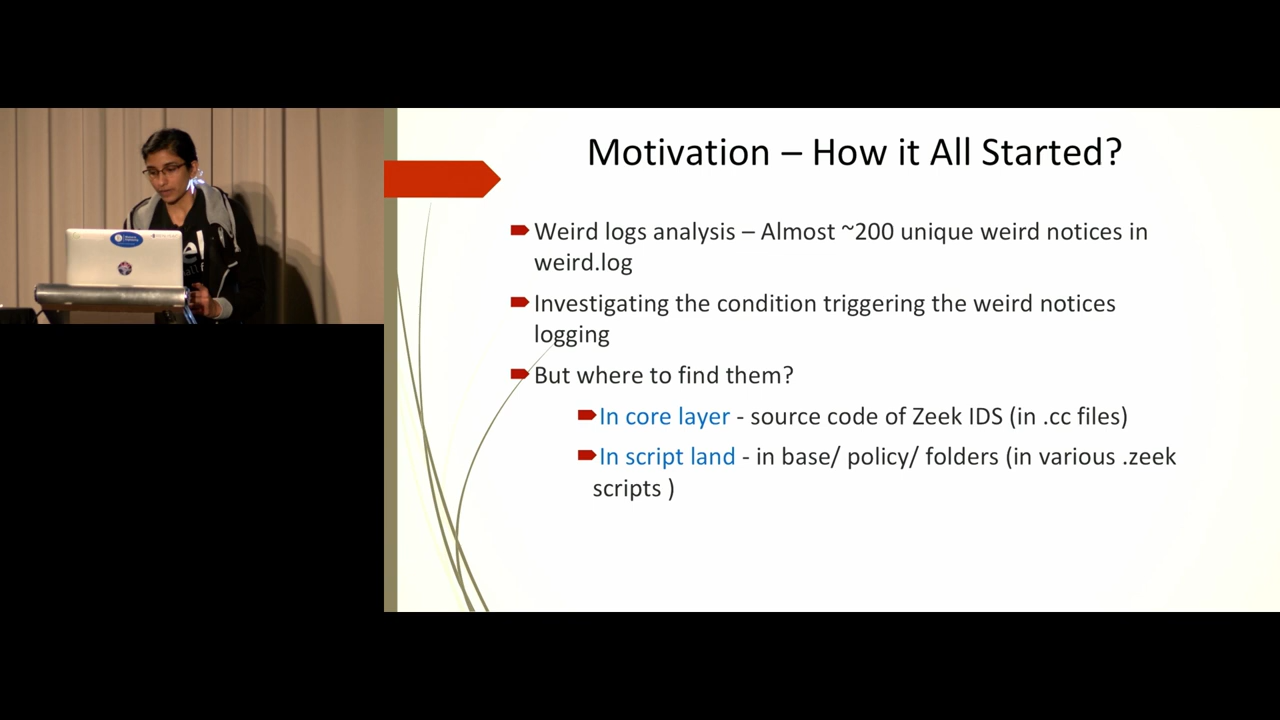 Motivation – How it All Started?
Weird logs analysis – Almost ~200 unique weird notices in
weird.log
Investigating the condition triggering the weird notices
logging
But where to find them?
In core layer - source code of Zeek IDS (in .cc files)
In script land - in base/ policy/ folders (in various .zeek
scripts )